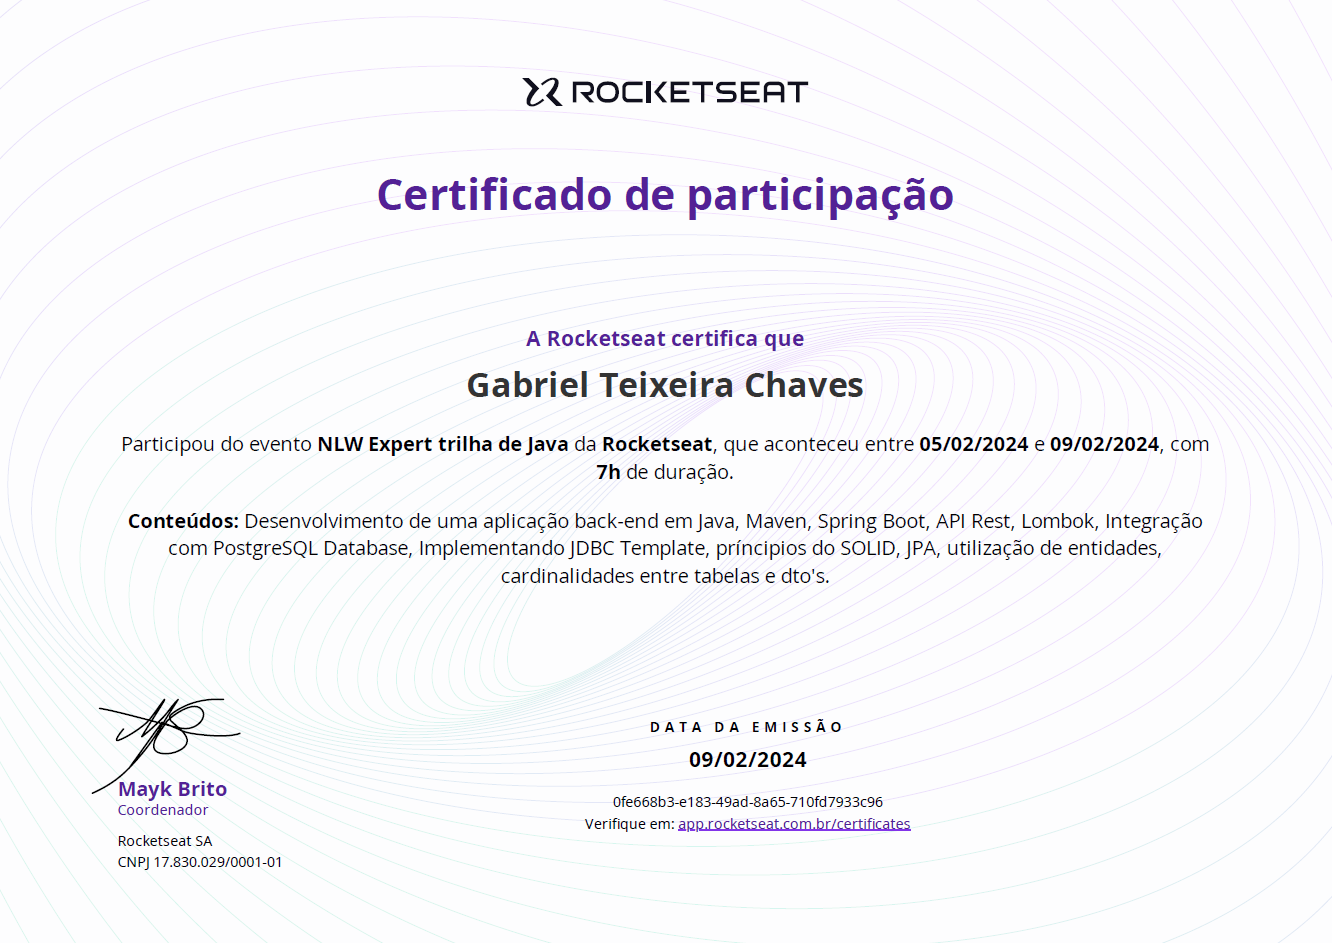 ROCKETSEAT
Certificado de participação
A Rocketseat certifica que
Gabriel Teixeira Chaves
Participou do evento NLW Expert trilha de Java da Rocketseat, que aconteceu entre 05/02/2024 e 09/02/2024, com
7h de duração.
Conteúdos: Desenvolvimento de uma aplicação back-end em Java, Maven, Spring Boot, API Rest, Lombok, Integração
com PostgreSQL Database, Implementando JDBC Template, príncipios do SOLID, JPA, utilização de entidades,
cardinalidades entre tabelas e dto's.
DATA DA EMISSÃO
09/02/2024
0fe668b3-e183-49ad-8a65-710fd7933c96
Verifique em: app.rocketseat.com.br/certificates
Mayk Brito
Coordenador
Rocketseat SA
CNPJ 17.830.029/0001-01